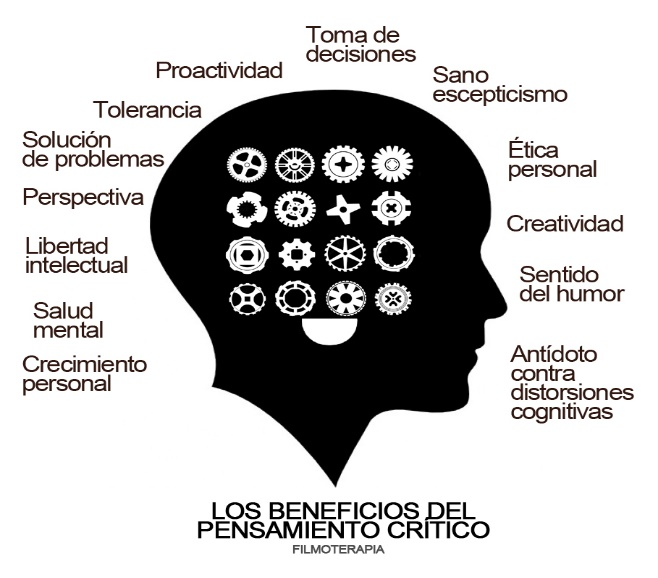 Toma de
decisiones
Proactividad
Sano
escepticismo
Tolerancia
Solución
de problemas
Ética
personal
Perspectiva
Creatividad
Libertad
intelectual
Sentido
del humor
Salud
mental
Antídoto
contra
distorsiones
cognitivas
Crecimiento
personal
LOS BENEFICIOS DEL
PENSAMIENTO CRÍTICO
FILMOTERAPIA